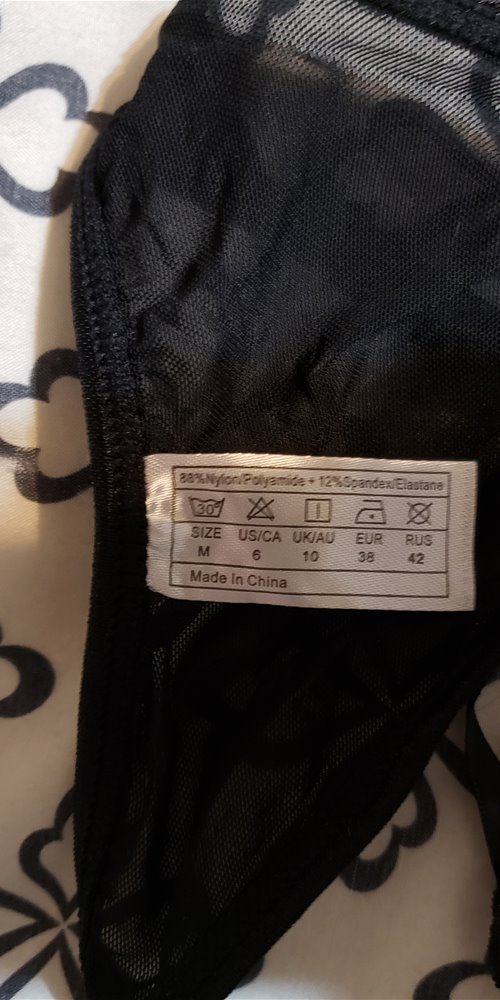 88%Nylon/Polyamide + 12%Spandex/Elastane
30
SIZE US/CA UK/AU EUR RUS
M 6 10 38 42
Made In China